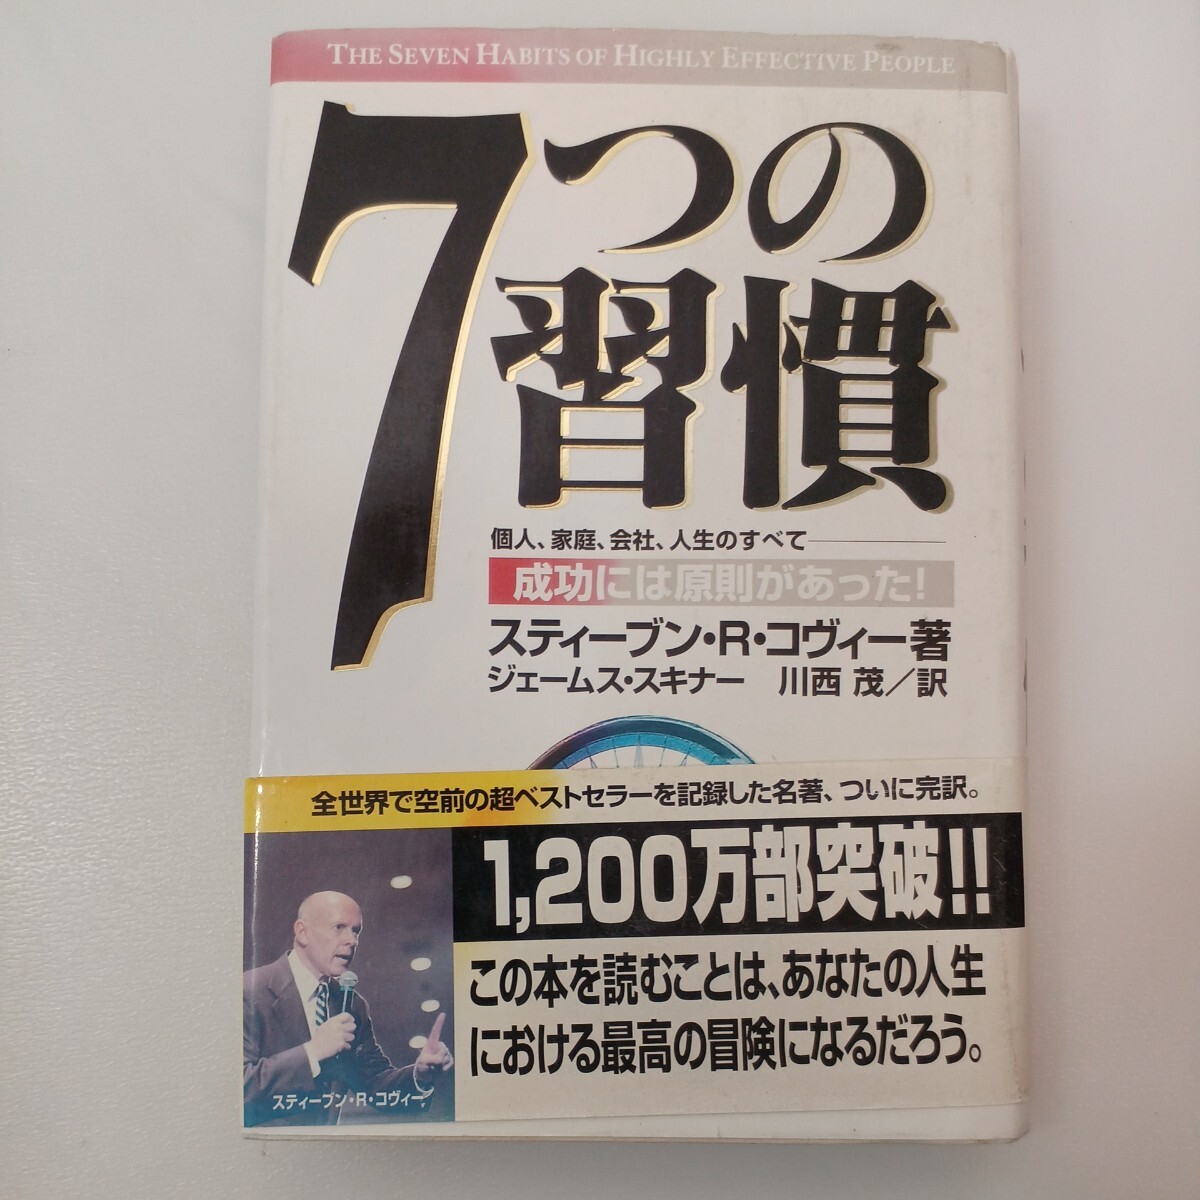 THE SEVEN HABITS OF HIGHLY EFFECTIVE PEOPLE
7つの
習慣
個人、家庭、会社、人生のすべて
成功には原則があった!
スティーブン・R・コヴィー著
ジェームス・スキナー 川西 茂/訳
全世界で空前の超ベストセラーを記録した名著、ついに完訳。
1,200万部突破!!
この本を読むことは、あなたの人生
における最高の冒険になるだろう。
スティーブン・R・コヴィー